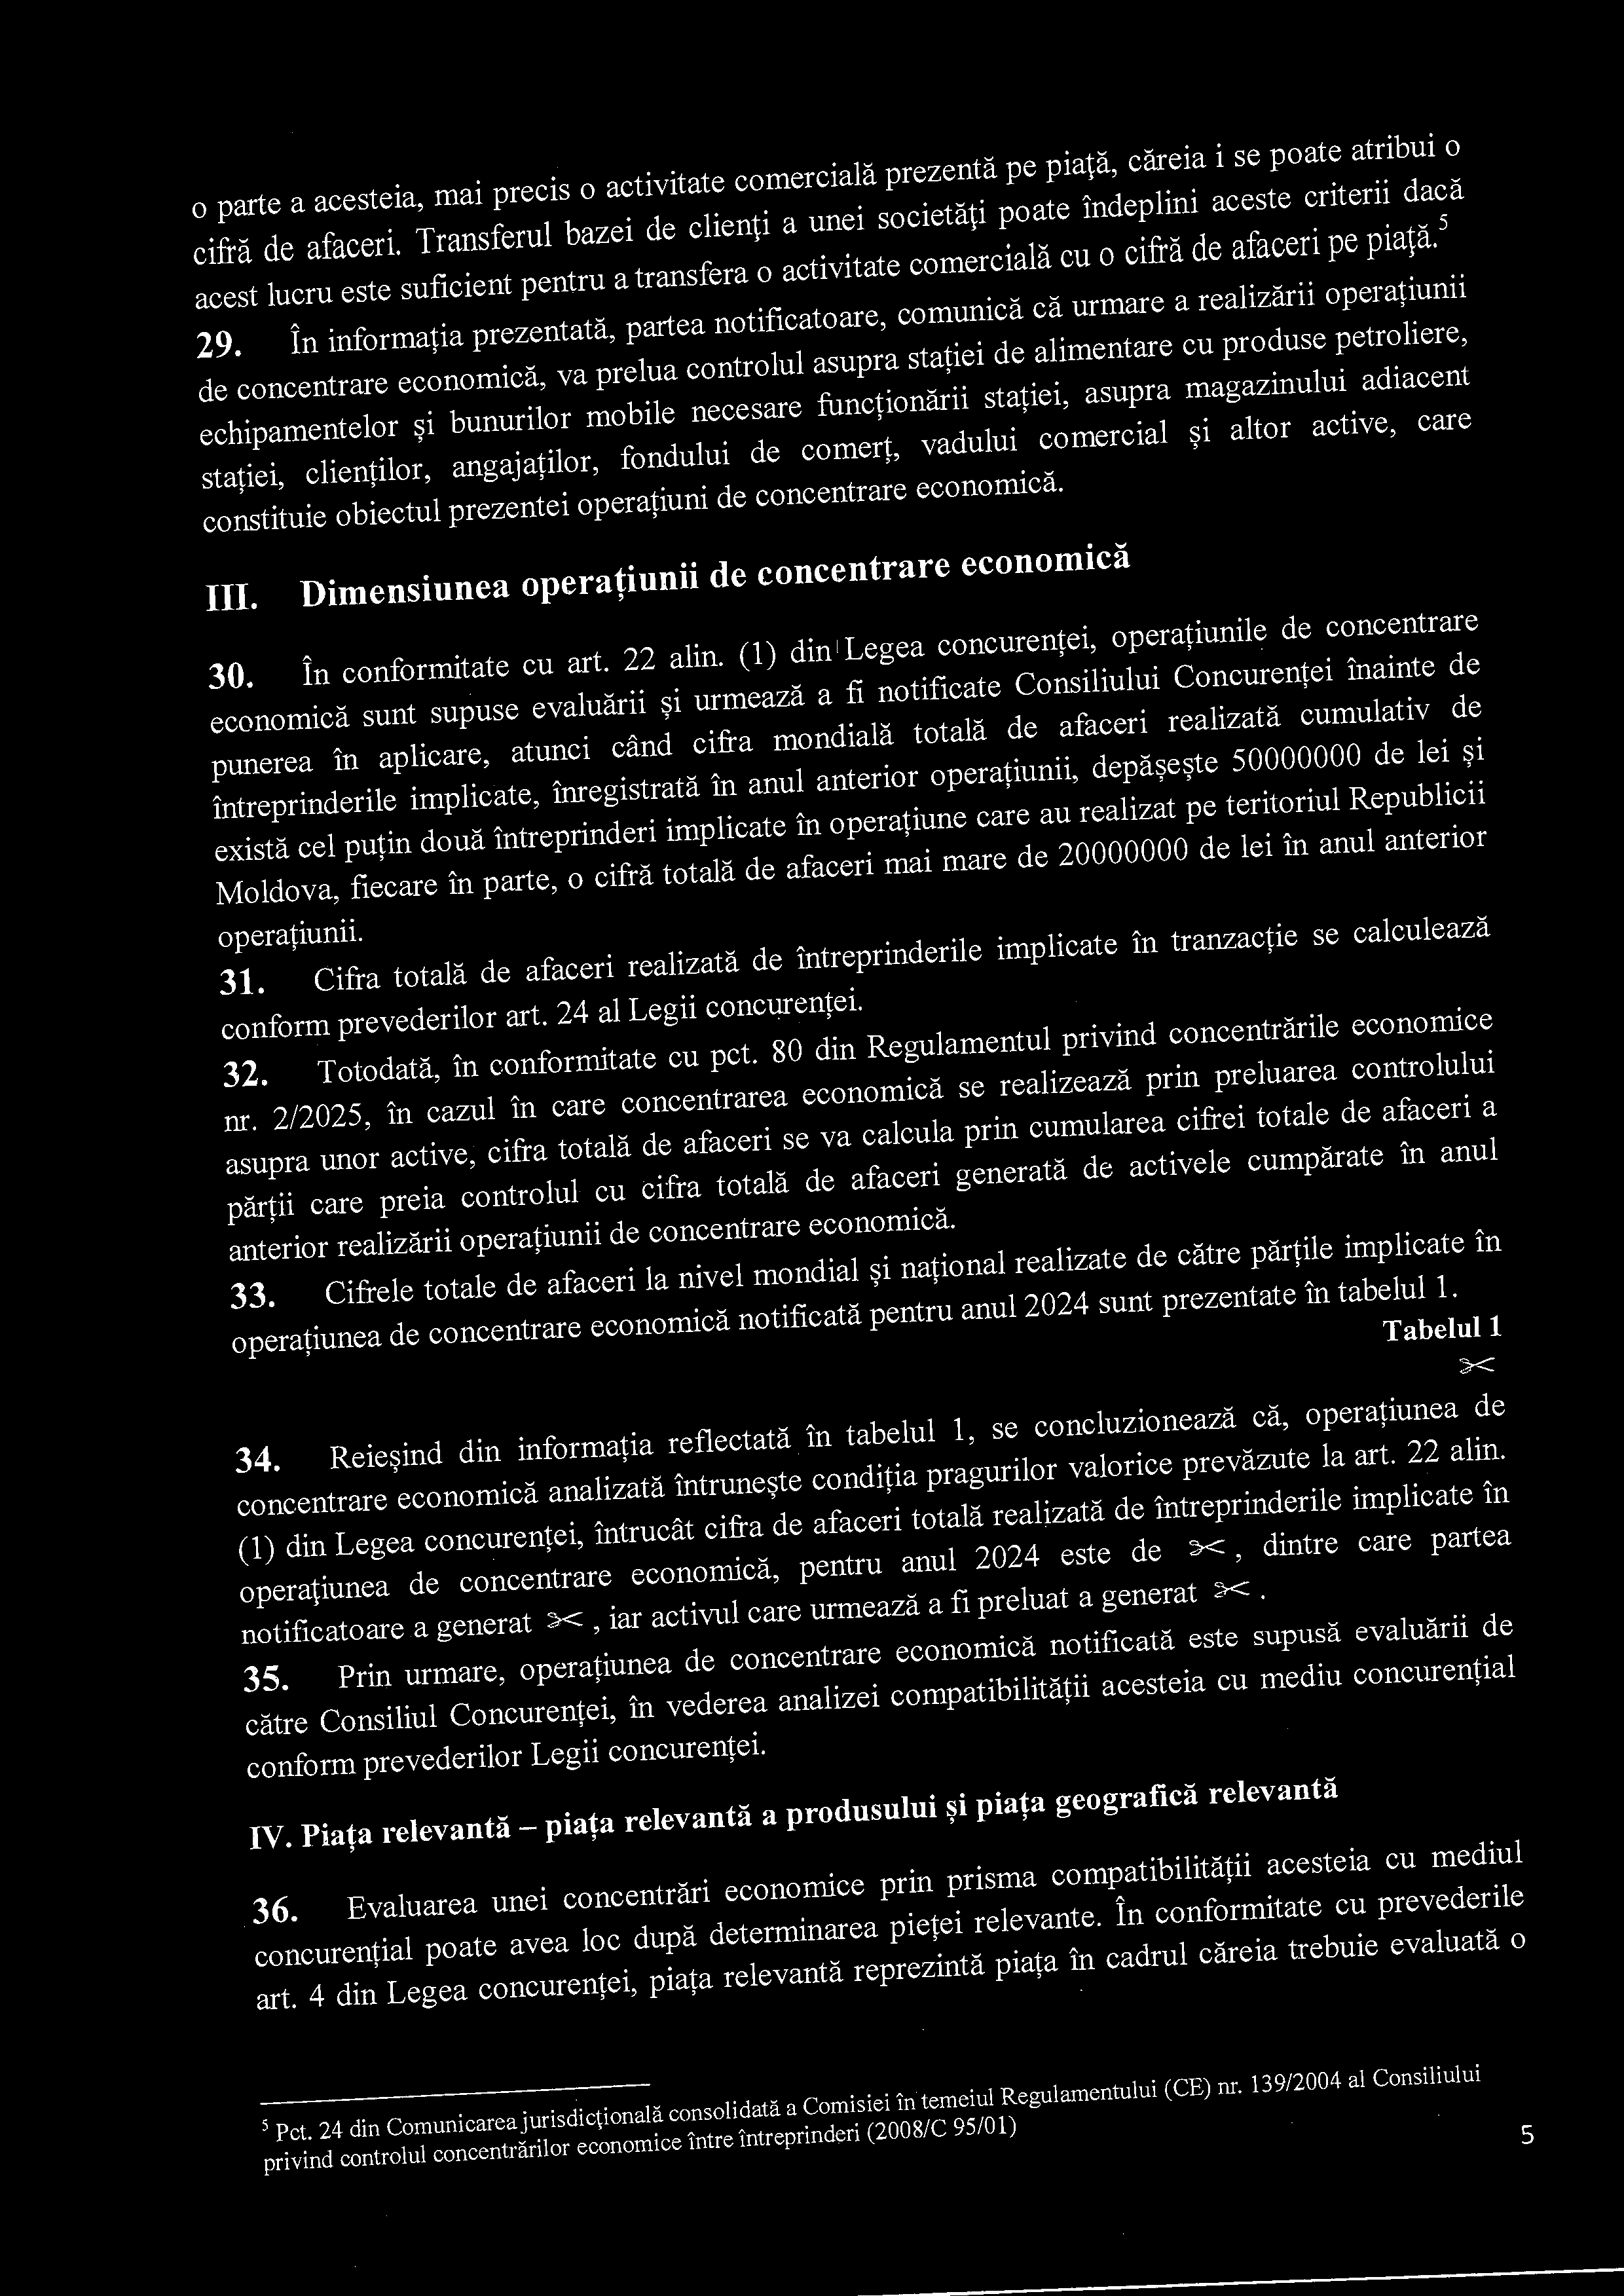 o parte a acesteia, mai precis o activitate comercială prezentă pe piață, căreia i se poate atribui o
cifră de afaceri. Transferul bazei de clienți a unei societăți poate îndeplini aceste criterii dacă
acest lucru este suficient pentru a transfera o activitate comercială cu o cifră de afaceri pe piață.⁵
29. În informația prezentată, partea notificatoare, comunică că urmare a realizării operațiunii
de concentrare economică, va prelua controlul asupra stației de alimentare cu produse petroliere,
echipamentelor și bunurilor mobile necesare funcționării stației, asupra magazinului adiacent
stației, clienților, angajaților, fondului de comerț, vadului comercial și altor active, care
constituie obiectul prezentei operațiuni de concentrare economică.
III. Dimensiunea operațiunii de concentrare economică
30. În conformitate cu art. 22 alin. (1) din Legea concurenței, operațiunile de concentrare
economică sunt supuse evaluării și urmează a fi notificate Consiliului Concurenței înainte de
punerea în aplicare, atunci când cifra mondială totală de afaceri realizată cumulativ de
întreprinderile implicate, înregistrată în anul anterior operațiunii, depășește 50000000 de lei și
există cel puțin două întreprinderi implicate în operațiune care au realizat pe teritoriul Republicii
Moldova, fiecare în parte, o cifră totală de afaceri mai mare de 20000000 de lei în anul anterior
operațiunii.
31. Cifra totală de afaceri realizată de întreprinderile implicate în tranzacție se calculează
conform prevederilor art. 24 al Legii concurenței.
32. Totodată, în conformitate cu pct. 80 din Regulamentul privind concentrările economice
nr. 2/2025, în cazul în care concentrarea economică se realizează prin preluarea controlului
asupra unor active, cifra totală de afaceri se va calcula prin cumularea cifrei totale de afaceri a
părții care preia controlul cu cifra totală de afaceri generată de activele cumpărate în anul
anterior realizării operațiunii de concentrare economică.
33. Cifrele totale de afaceri la nivel mondial și național realizate de către părțile implicate în
operațiunea de concentrare economică notificată pentru anul 2024 sunt prezentate în tabelul 1.
Tabelul 1
✂
34. Reieșind din informația reflectată în tabelul 1, se concluzionează că, operațiunea de
concentrare economică analizată întrunește condiția pragurilor valorice prevăzute la art. 22 alin.
(1) din Legea concurenței, întrucât cifra de afaceri totală realizată de întreprinderile implicate în
operațiunea de concentrare economică, pentru anul 2024 este de ✂, dintre care partea
notificatoare a generat ✂, iar activul care urmează a fi preluat a generat ✂.
35. Prin urmare, operațiunea de concentrare economică notificată este supusă evaluării de
către Consiliul Concurenței, în vederea analizei compatibilității acesteia cu mediu concurențial
conform prevederilor Legii concurenței.
IV. Piața relevantă – piața relevantă a produsului și piața geografică relevantă
36. Evaluarea unei concentrări economice prin prisma compatibilității acesteia cu mediul
concurențial poate avea loc după determinarea pieței relevante. În conformitate cu prevederile
art. 4 din Legea concurenței, piața relevantă reprezintă piața în cadrul căreia trebuie evaluată o
⁵ Pct. 24 din Comunicarea jurisdicțională consolidată a Comisiei în temeiul Regulamentului (CE) nr. 139/2004 al Consiliului
privind controlul concentrărilor economice între întreprinderi (2008/C 95/01)
5